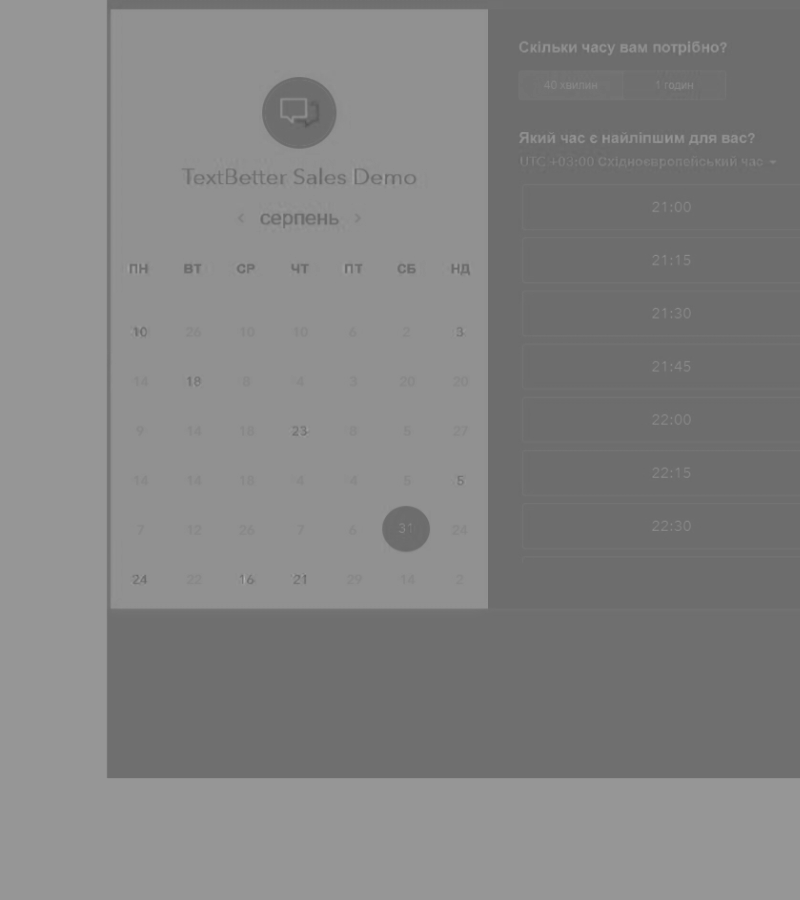 TextBetter Sales Demo
‹ серпень ›
ПН ВТ СР ЧТ ПТ СБ НД
10 26 10 10 6 2 3
14 18 6 4 3 20 20
9 14 18 23 8 5 27
14 14 18 4 4 5 5
7 12 26 7 6 31 24
24 22 16 21 29 14 2
Скільки часу вам потрібно?
40 хвилин 1 годин
Який час є найліпшим для вас?
UTC +03:00 Східноєвропейський час
21:00
21:15
21:30
21:45
22:00
22:15
22:30